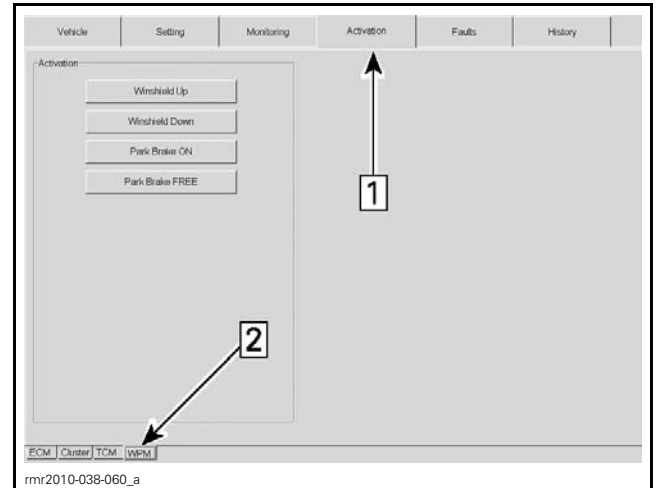 Vehicle Setting Monitoring Activation Faults History
Activation
Winshield Up
Winshield Down
Park Brake ON
Park Brake FREE
1
2
ECM Cluster TCM WPM
rmr2010-038-060_a